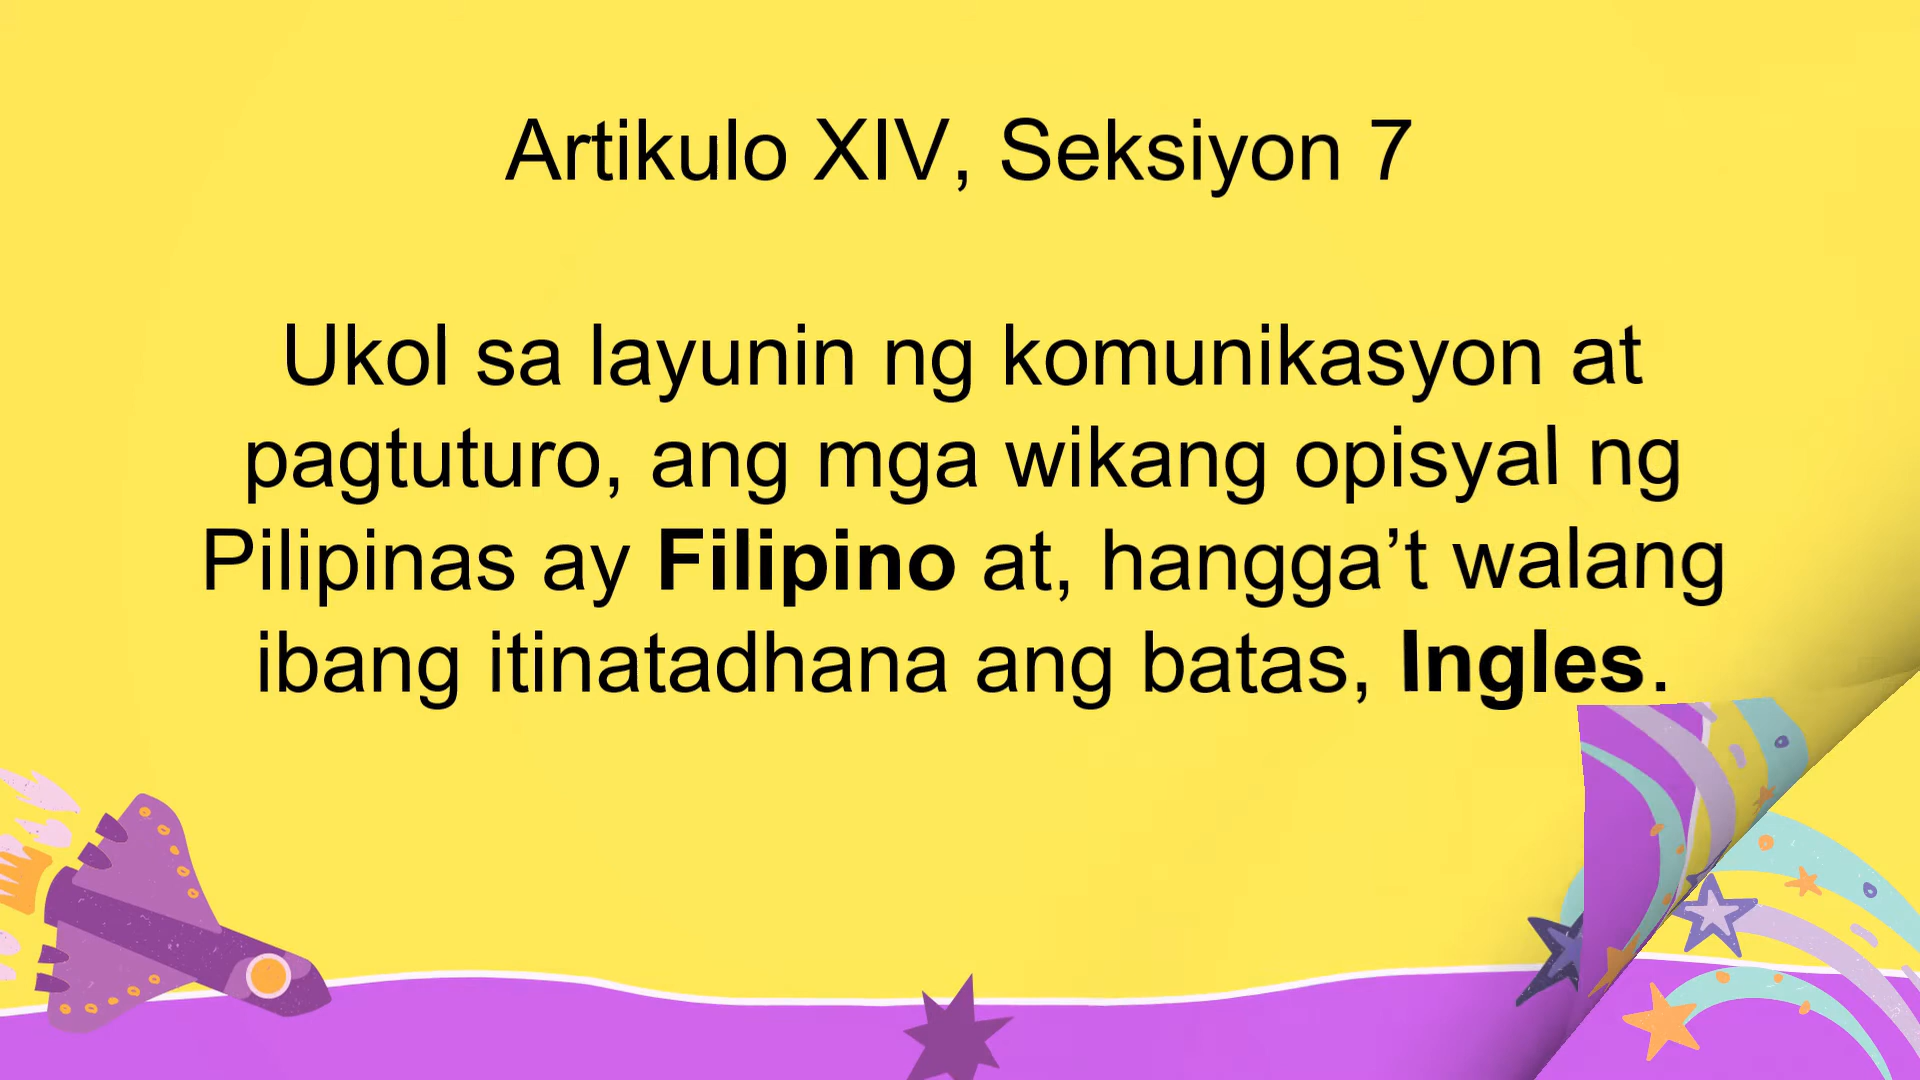 Artikulo XIV, Seksiyon 7
Ukol sa layunin ng komunikasyon at
pagtuturo, ang mga wikang opisyal ng
Pilipinas ay Filipino at, hangga’t walang
ibang itinatadhana ang batas, Ingles.